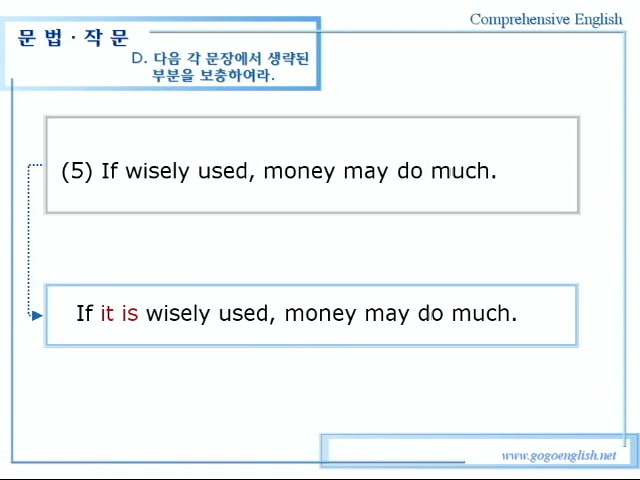 Comprehensive English
문 법 · 작 문
D. 다음 각 문장에서 생략된
부분을 보충하여라.
(5) If wisely used, money may do much.
If it is wisely used, money may do much.
www.gogoenglish.net